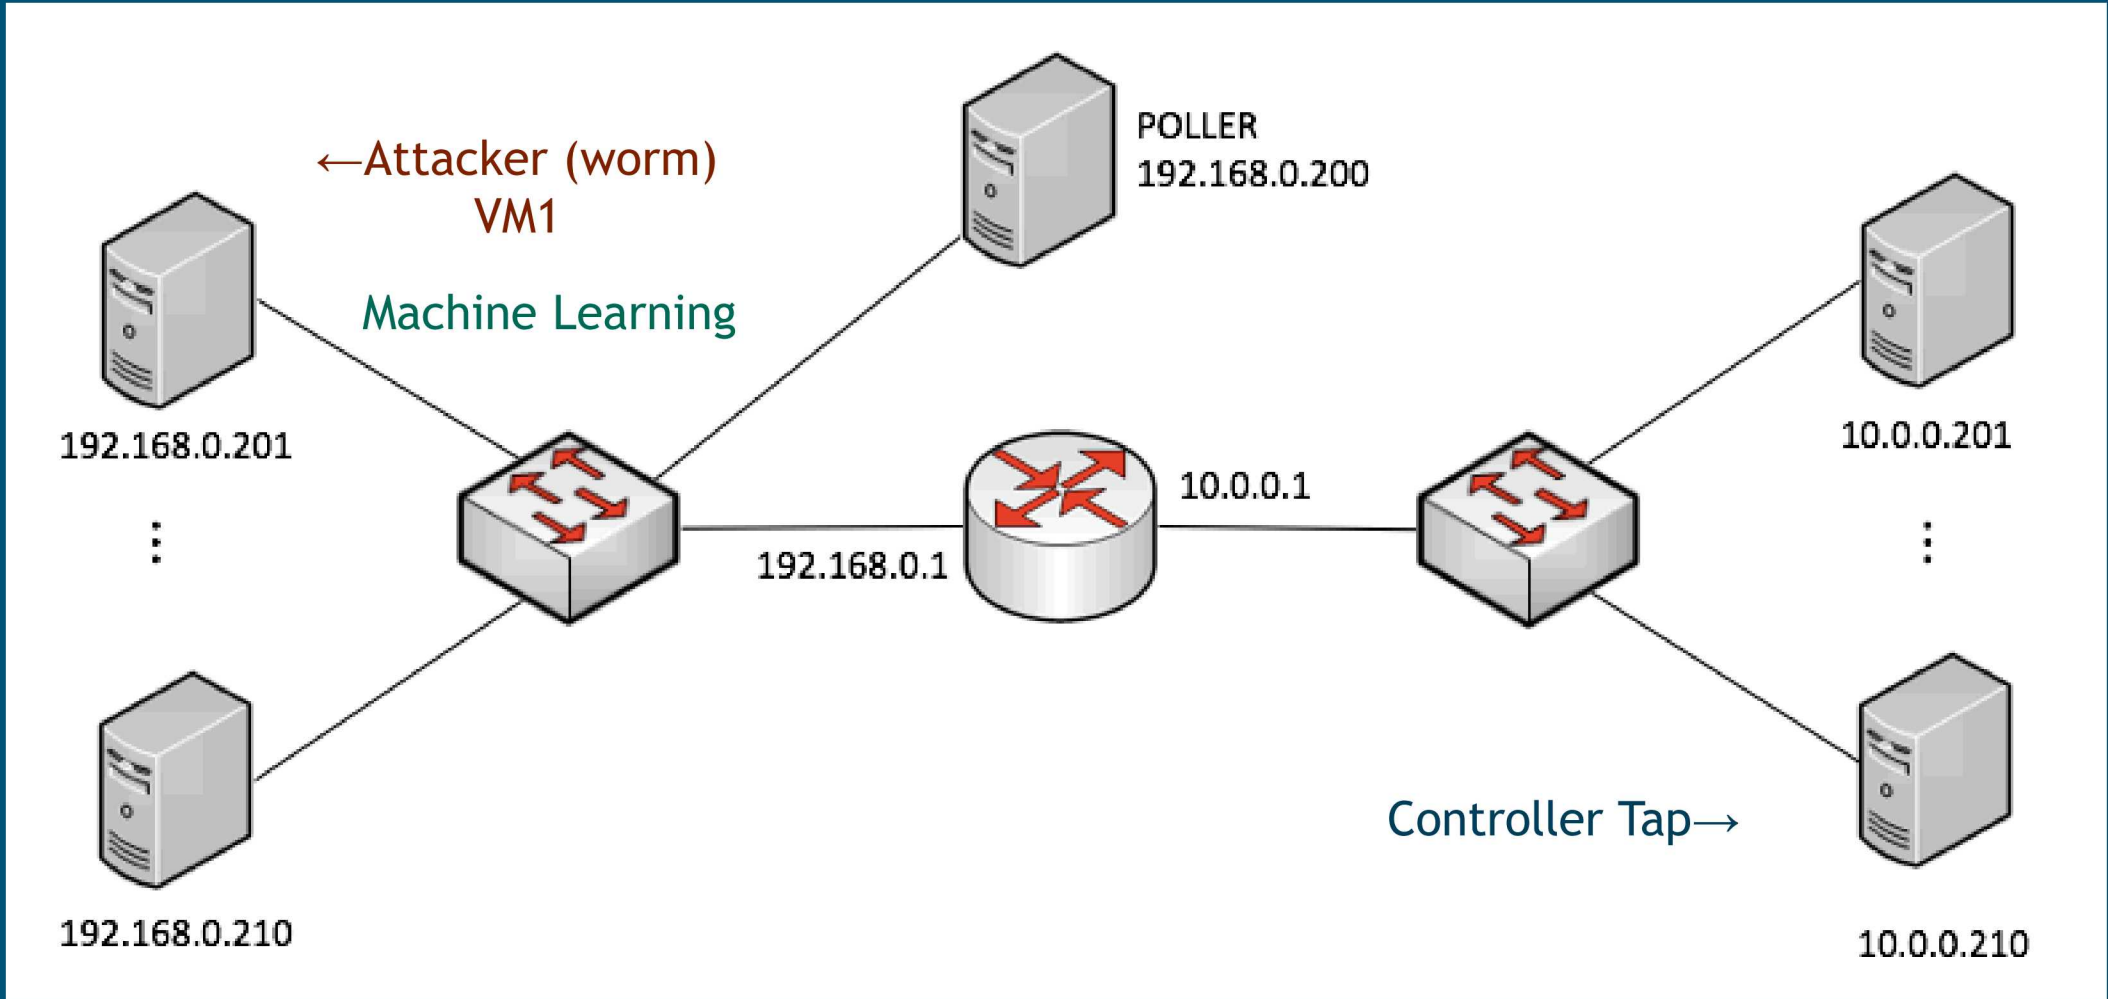 ←Attacker (worm)
VM1
Machine Learning
POLLER
192.168.0.200
192.168.0.201
10.0.0.201
10.0.0.1
192.168.0.1
⋮
⋮
Controller Tap→
192.168.0.210
10.0.0.210